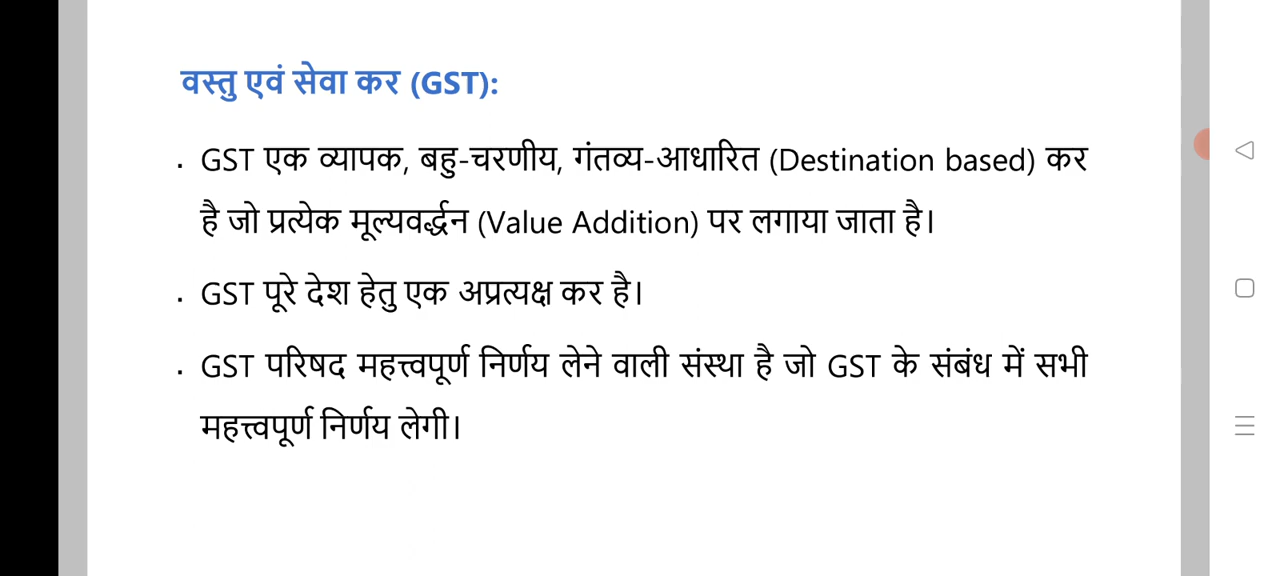 वस्तु एवं सेवा कर (GST):
. GST एक व्यापक, बहु-चरणीय, गंतव्य-आधारित (Destination based) कर
है जो प्रत्येक मूल्यवर्द्धन (Value Addition) पर लगाया जाता है।
. GST पूरे देश हेतु एक अप्रत्यक्ष कर है।
. GST परिषद महत्त्वपूर्ण निर्णय लेने वाली संस्था है जो GST के संबंध में सभी
महत्त्वपूर्ण निर्णय लेगी।